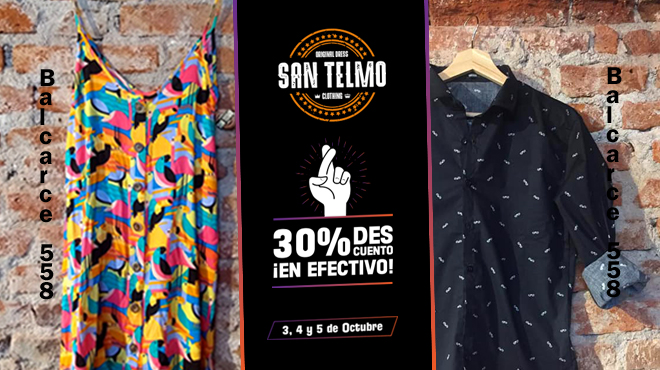 Balcarce 558
ORIGINAL DRESS
SAN TELMO
CLOTHING
30% DES
CUENTO
¡EN EFECTIVO!
3, 4 y 5 de Octubre
Balcarce 558